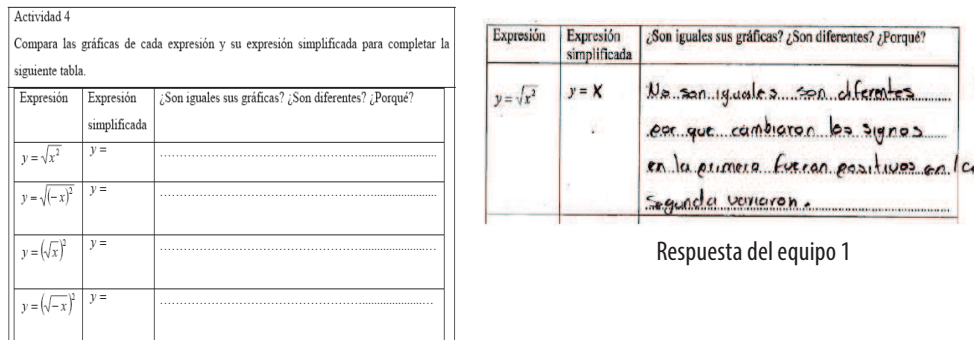 Actividad 4
Compara las gráficas de cada expresión y su expresión simplificada para completar la
siguiente tabla.
Expresión Expresión simplificada ¿Son iguales sus gráficas? ¿Son diferentes? ¿Porqué?
y = √x² y =
y = √(−x)² y =
y = (√x)² y =
y = (√−x)² y =
Expresión Expresión simplificada ¿Son iguales sus gráficas? ¿Son diferentes? ¿Porqué?
y = √x² y = x
No son iguales son diferentes
por que cambiaron los signos
en la primera fueron positivos en la
segunda variaron.
Respuesta del equipo 1